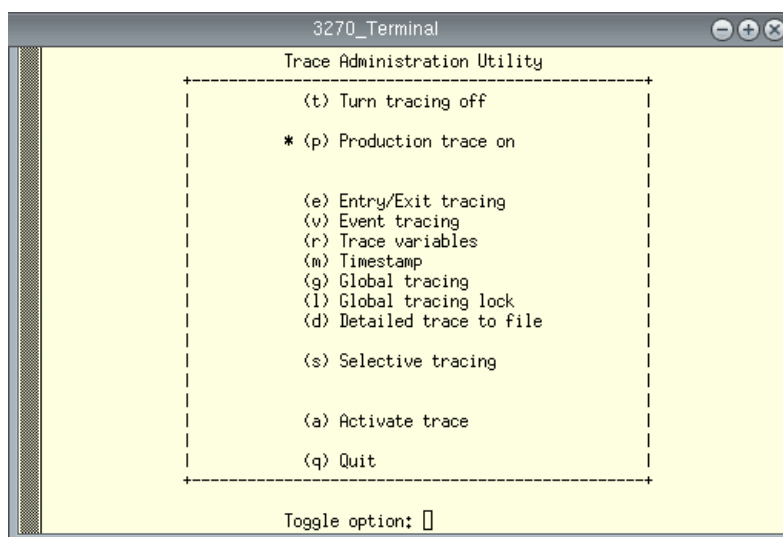 3270_Terminal
Trace Administration Utility
(t) Turn tracing off
* (p) Production trace on
(e) Entry/Exit tracing
(v) Event tracing
(r) Trace variables
(m) Timestamp
(g) Global tracing
(l) Global tracing lock
(d) Detailed trace to file
(s) Selective tracing
(a) Activate trace
(q) Quit
Toggle option: